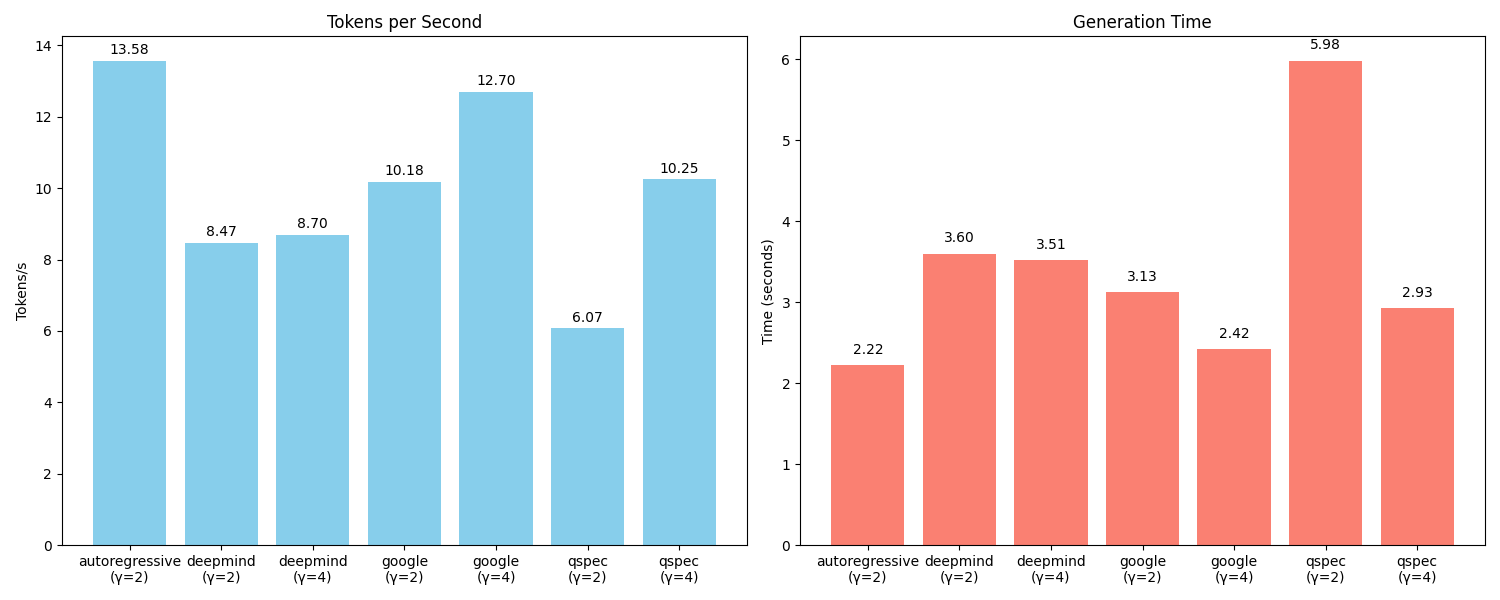 Tokens per Second
Tokens/s
14
12
10
8
6
4
2
0
13.58
8.47
8.70
10.18
12.70
6.07
10.25
autoregressive
(γ=2)
deepmind
(γ=2)
deepmind
(γ=4)
google
(γ=2)
google
(γ=4)
qspec
(γ=2)
qspec
(γ=4)
Generation Time
Time (seconds)
6
5
4
3
2
1
0
2.22
3.60
3.51
3.13
2.42
5.98
2.93
autoregressive
(γ=2)
deepmind
(γ=2)
deepmind
(γ=4)
google
(γ=2)
google
(γ=4)
qspec
(γ=2)
qspec
(γ=4)